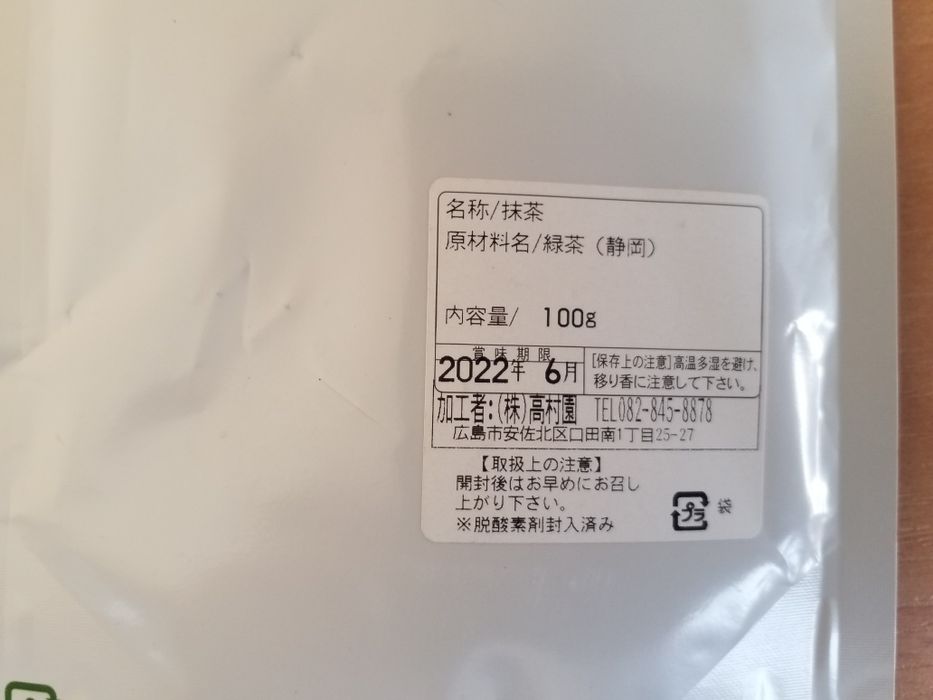 名称/抹茶
原材料名/緑茶（静岡）
内容量/ 100g
賞味期限
2022年 6月
[保存上の注意]高温多湿を避け、
移り香に注意して下さい。
加工者:(株)高村園 TEL082-845-8878
広島市安佐北区口田南1丁目25-27
【取扱上の注意】
開封後はお早めにお召し
上がり下さい。
※脱酸素剤封入済み
プラ 袋